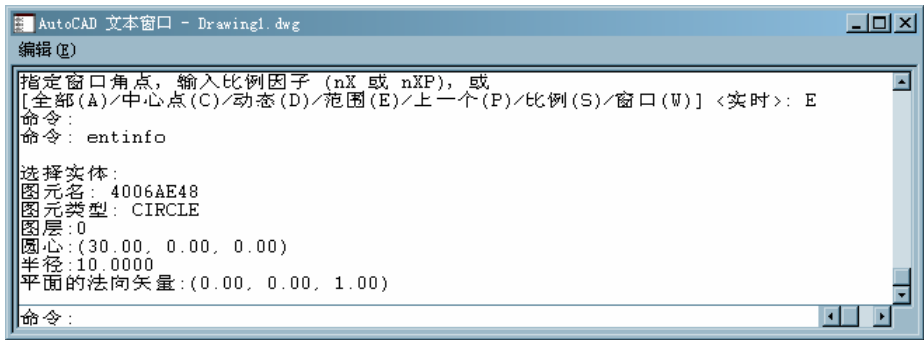 AutoCAD 文本窗口 - Drawing1.dwg
编辑(E)
指定窗口角点，输入比例因子 (nX 或 nXP)，或
[全部(A)/中心点(C)/动态(D)/范围(E)/上一个(P)/比例(S)/窗口(W)] <实时>: E
命令:
命令: entinfo
选择实体:
图元名: 4006AE48
图元类型: CIRCLE
图层:0
圆心:(30.00, 0.00, 0.00)
半径:10.0000
平面的法向矢量:(0.00, 0.00, 1.00)
命令: